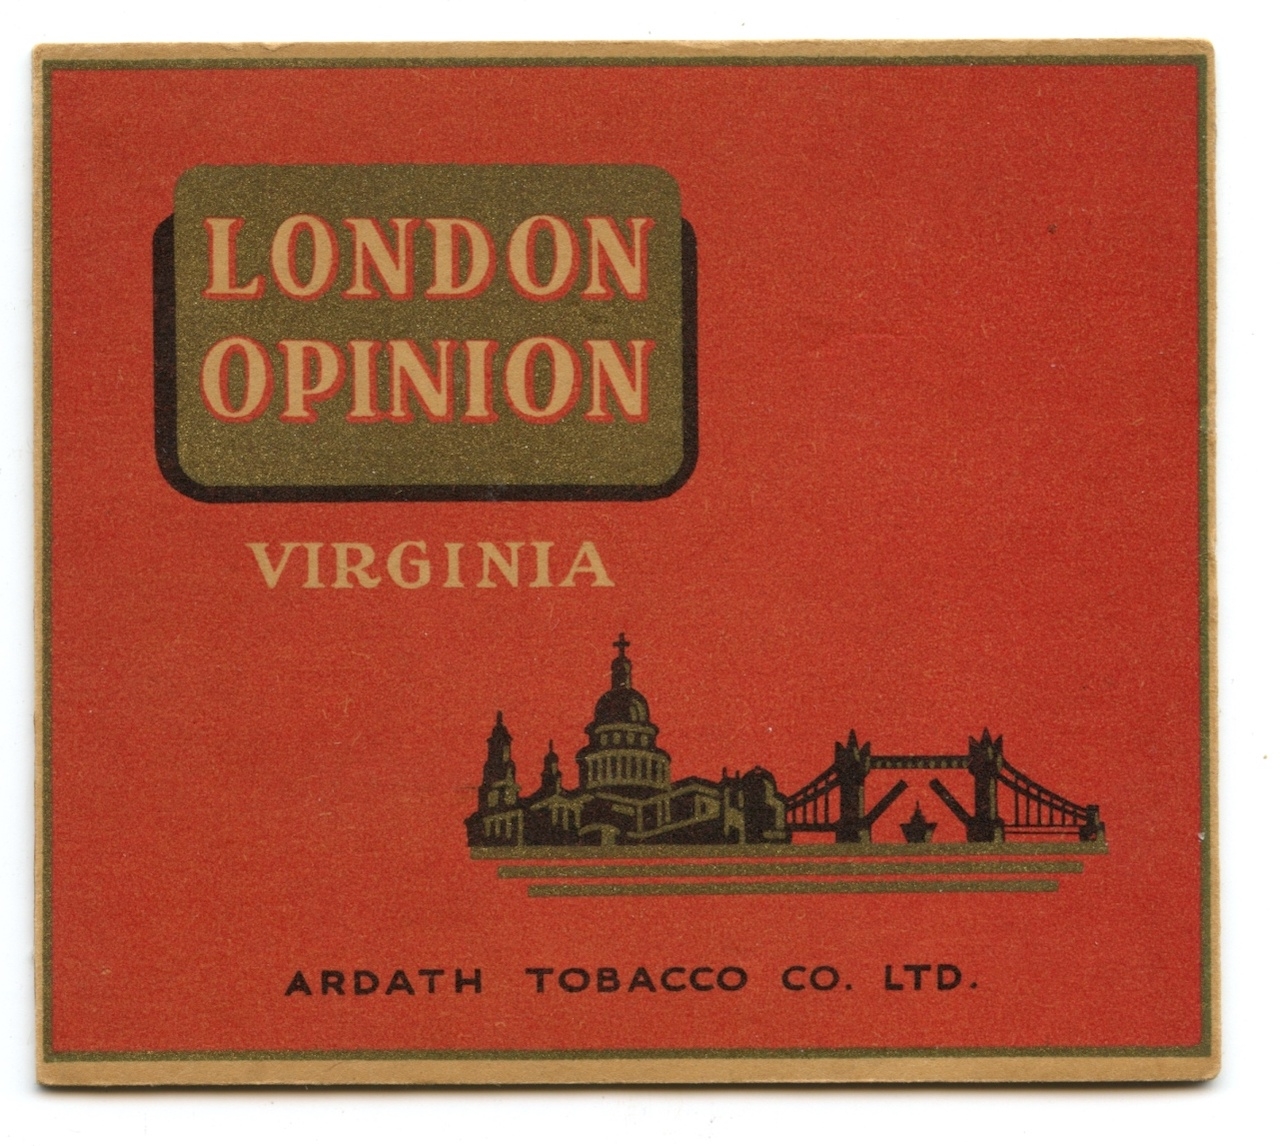 LONDON
OPINION
VIRGINIA
ARDATH TOBACCO CO. LTD.